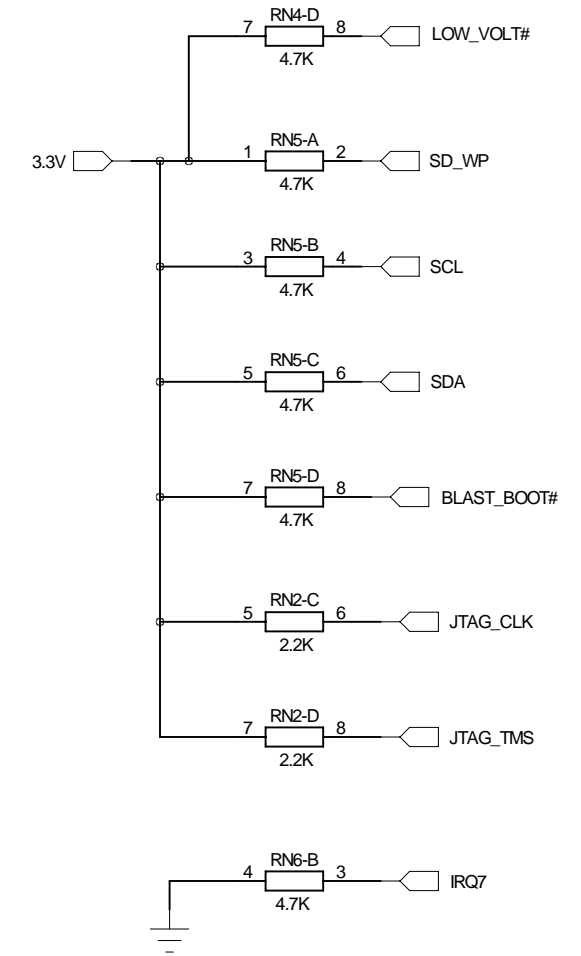 RN4-D
7 8 LOW_VOLT#
4.7K
RN5-A
3.3V 1 2 SD_WP
4.7K
RN5-B
3 4 SCL
4.7K
RN5-C
5 6 SDA
4.7K
RN5-D
7 8 BLAST_BOOT#
4.7K
RN2-C
5 6 JTAG_CLK
2.2K
RN2-D
7 8 JTAG_TMS
2.2K
RN6-B
4 3 IRQ7
4.7K